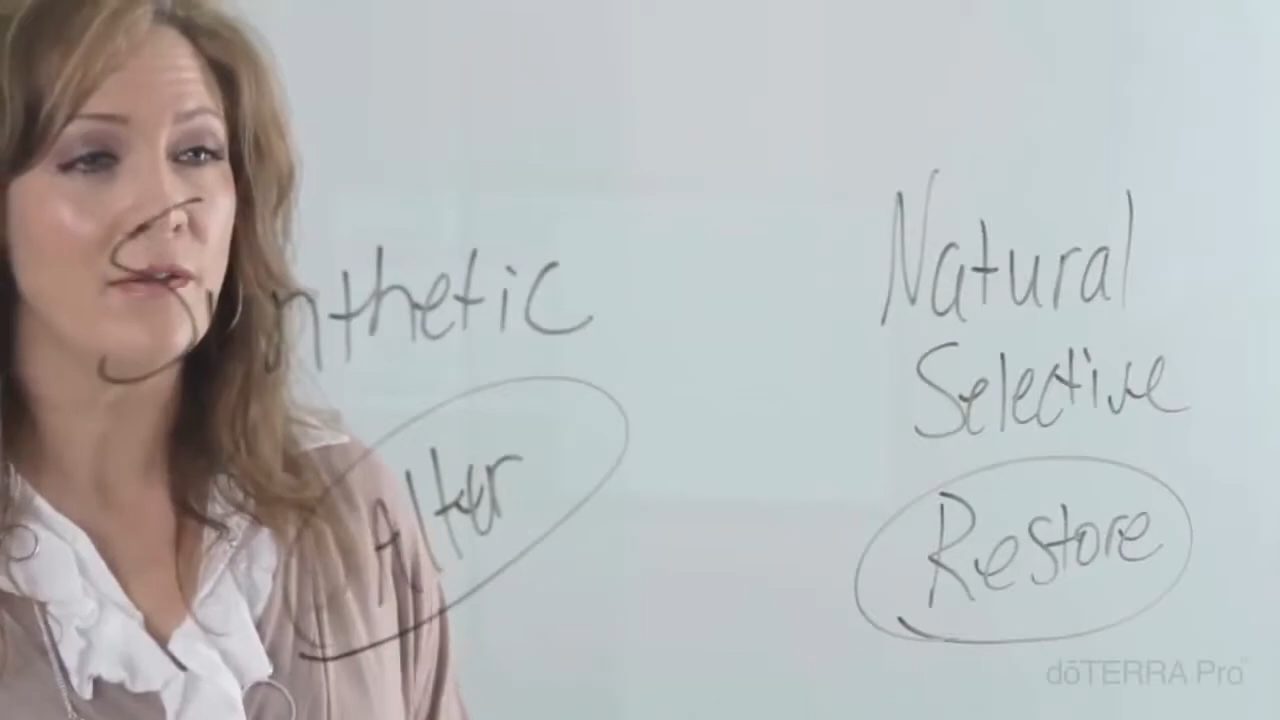 Synthetic
Alter
Natural
Selective
Restore
dōTERRA Pro